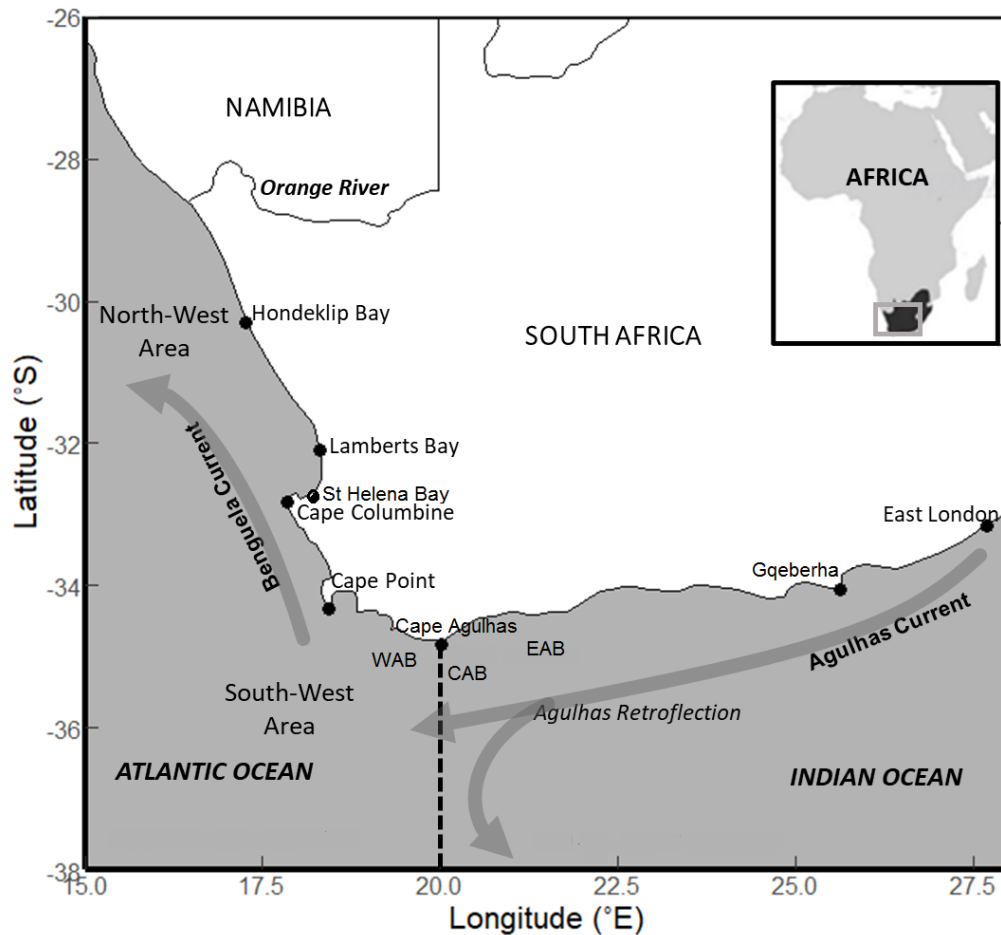 -26
-28
-30
-32
-34
-36
-38
Latitude (°S)
NAMIBIA
Orange River
AFRICA
North-West
Area
Hondeklip Bay
SOUTH AFRICA
Benguela Current
Lamberts Bay
St Helena Bay
Cape Columbine
East London
Cape Point
Gqeberha
Cape Agulhas
WAB
CAB
EAB
Agulhas Current
South-West
Area
Agulhas Retroflection
ATLANTIC OCEAN
INDIAN OCEAN
15.0
17.5
20.0
22.5
25.0
27.5
Longitude (°E)